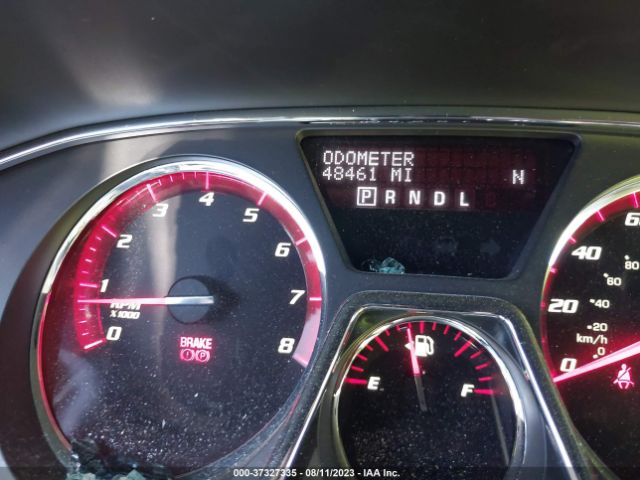 ODOMETER
48461 MI
N
P R N D L
0 1 2 3 4 5 6 7 8
RPM
X1000
BRAKE
P
E F
0 20 40 60
0 20 40 60 80
km/h
000-37327335 - 08/11/2023 - IAA Inc.